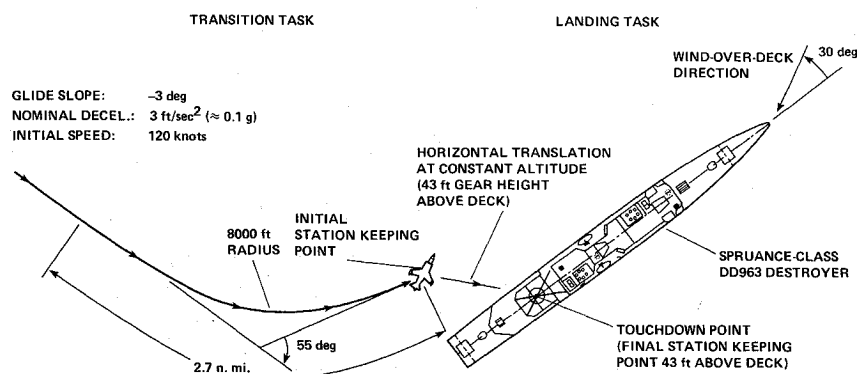 TRANSITION TASK
LANDING TASK
WIND-OVER-DECK
DIRECTION
30 deg
GLIDE SLOPE: –3 deg
NOMINAL DECEL.: 3 ft/sec² (≈ 0.1 g)
INITIAL SPEED: 120 knots
HORIZONTAL TRANSLATION
AT CONSTANT ALTITUDE
(43 ft GEAR HEIGHT
ABOVE DECK)
8000 ft
RADIUS
INITIAL
STATION KEEPING
POINT
SPRUANCE-CLASS
DD963 DESTROYER
55 deg
2.7 n. mi.
TOUCHDOWN POINT
(FINAL STATION KEEPING
POINT 43 ft ABOVE DECK)